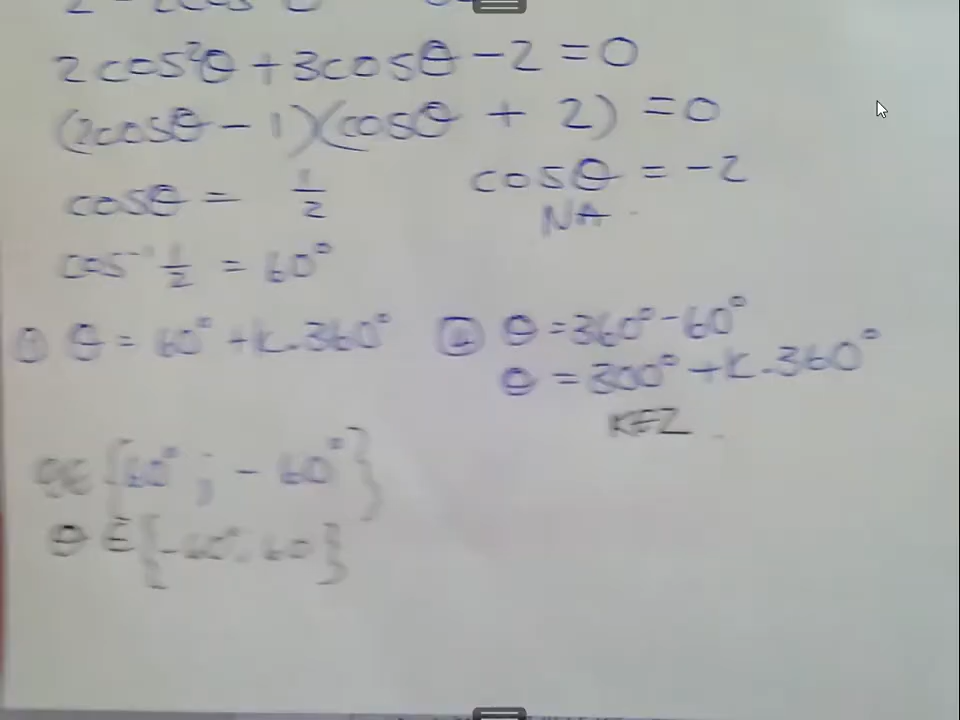 2cos²θ + 3cosθ - 2 = 0
(2cosθ - 1)(cosθ + 2) = 0
cosθ = 1/2 cosθ = -2
NA
cos⁻¹ 1/2 = 60°
① θ = 60° + k.360° ② θ = 360° - 60°
θ = 300° + k.360°
K∈Z
θ∈{60° ; -60°}
θ ∈ {-60° ; 60}